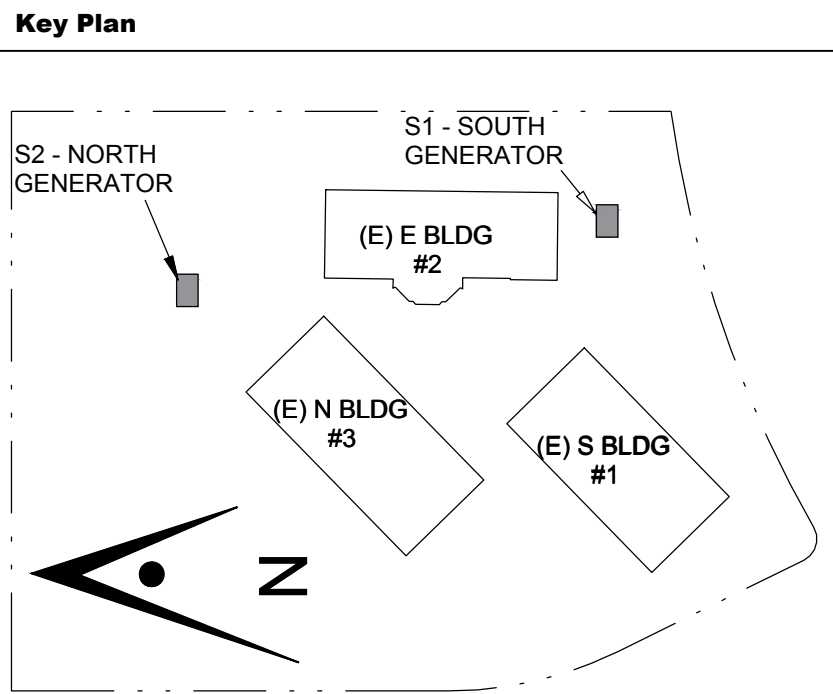 Key Plan
S1 - SOUTH
GENERATOR
S2 - NORTH
GENERATOR
(E) E BLDG
#2
(E) N BLDG
#3
(E) S BLDG
#1
N